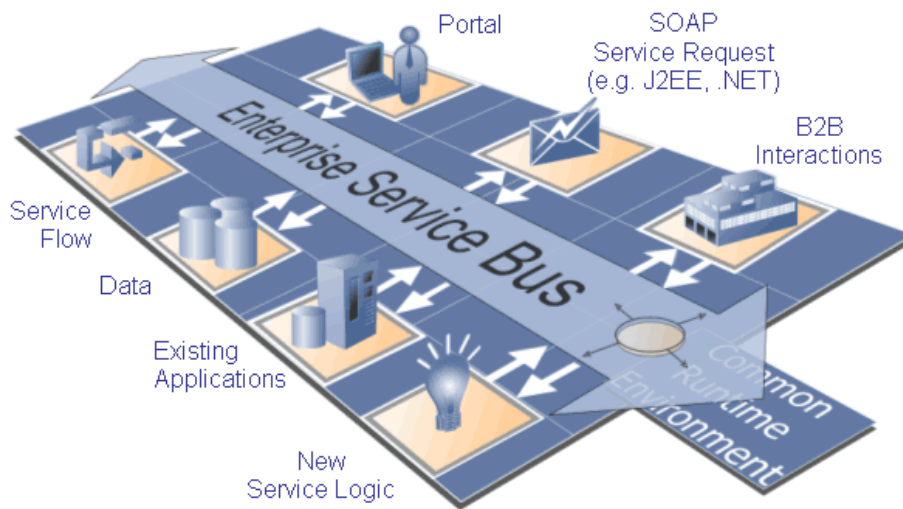 Portal
SOAP
Service Request
(e.g. J2EE, .NET)
B2B
Interactions
Enterprise Service Bus
Service
Flow
Data
Existing
Applications
New
Service Logic
Common
Runtime
Environment